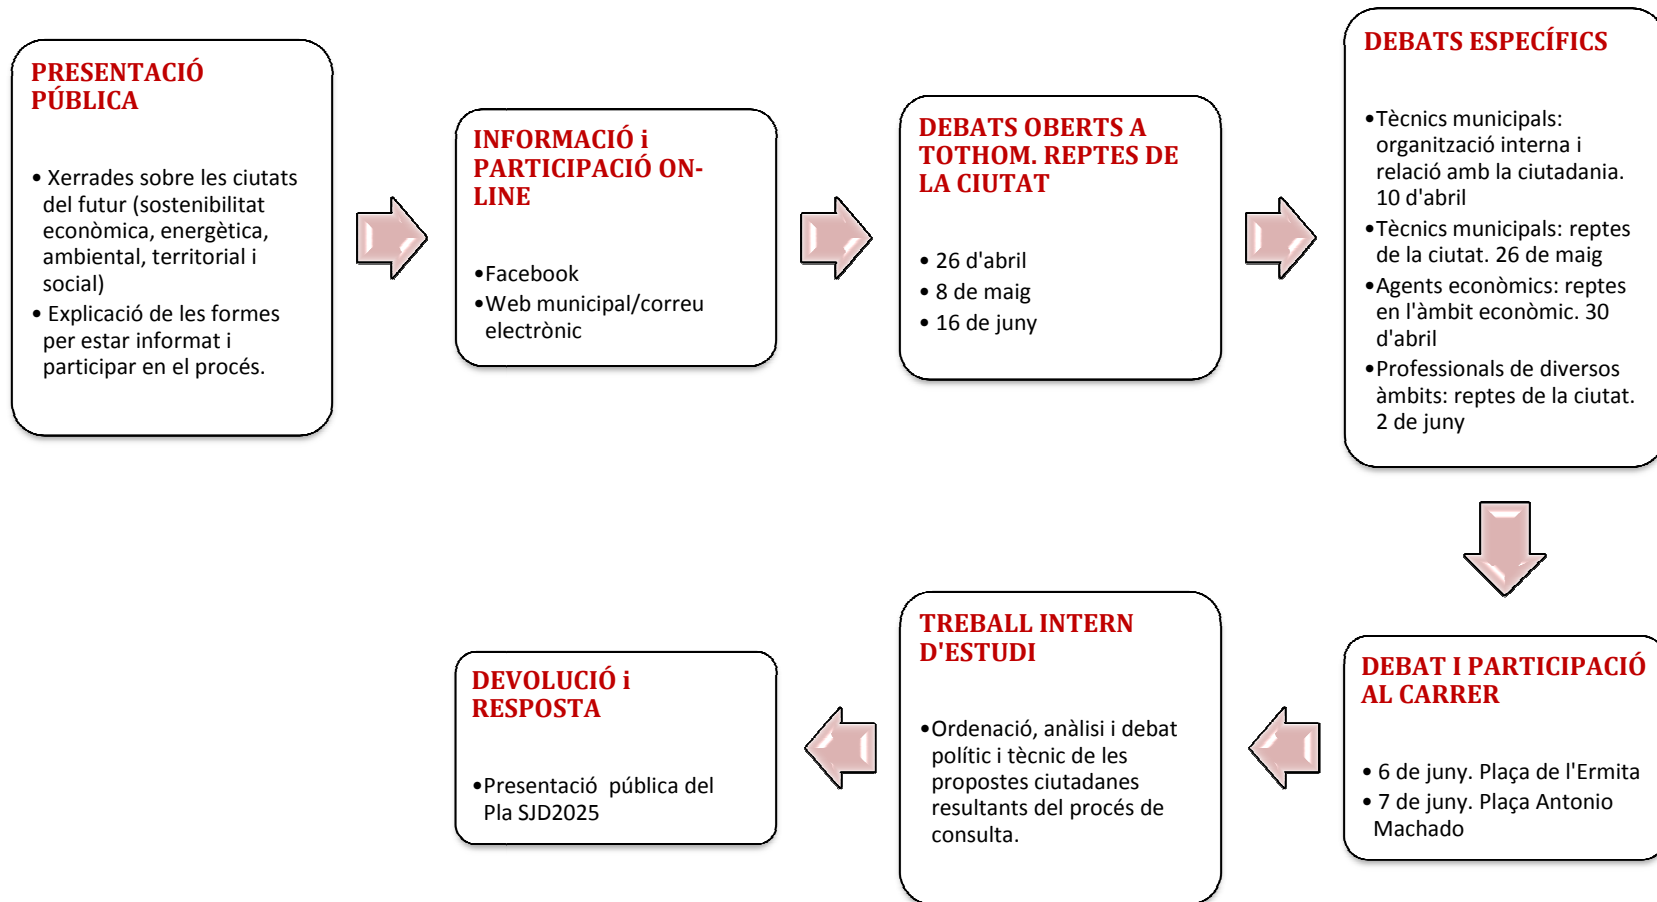 PRESENTACIÓ
PÚBLICA
• Xerrades sobre les ciutats
del futur (sostenibilitat
econòmica, energètica,
ambiental, territorial i
social)
• Explicació de les formes
per estar informat i
participar en el procés.
INFORMACIÓ i
PARTICIPACIÓ ON-
LINE
•Facebook
•Web municipal/correu
electrònic
DEBATS OBERTS A
TOTHOM. REPTES DE
LA CIUTAT
• 26 d'abril
• 8 de maig
• 16 de juny
DEBATS ESPECÍFICS
•Tècnics municipals:
organització interna i
relació amb la ciutadania.
10 d'abril
•Tècnics municipals: reptes
de la ciutat. 26 de maig
•Agents econòmics: reptes
en l'àmbit econòmic. 30
d'abril
•Professionals de diversos
àmbits: reptes de la ciutat.
2 de juny
DEBAT I PARTICIPACIÓ
AL CARRER
• 6 de juny. Plaça de l'Ermita
• 7 de juny. Plaça Antonio
Machado
TREBALL INTERN
D'ESTUDI
•Ordenació, anàlisi i debat
polític i tècnic de les
propostes ciutadanes
resultants del procés de
consulta.
DEVOLUCIÓ i
RESPOSTA
•Presentació pública del
Pla SJD2025